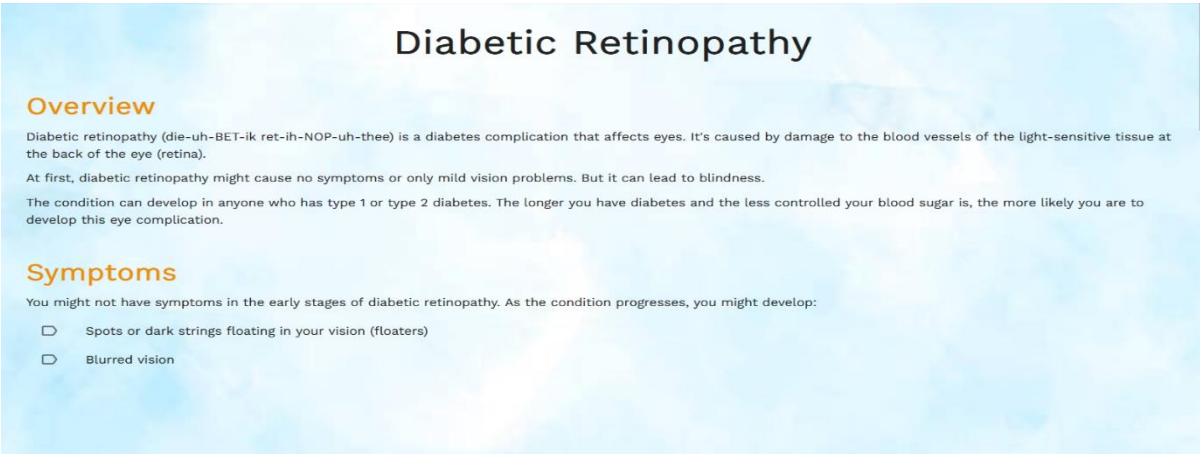 Diabetic Retinopathy
Overview
Diabetic retinopathy (die-uh-BET-ik ret-ih-NOP-uh-thee) is a diabetes complication that affects eyes. It's caused by damage to the blood vessels of the light-sensitive tissue at
the back of the eye (retina).
At first, diabetic retinopathy might cause no symptoms or only mild vision problems. But it can lead to blindness.
The condition can develop in anyone who has type 1 or type 2 diabetes. The longer you have diabetes and the less controlled your blood sugar is, the more likely you are to
develop this eye complication.
Symptoms
You might not have symptoms in the early stages of diabetic retinopathy. As the condition progresses, you might develop:
Spots or dark strings floating in your vision (floaters)
Blurred vision